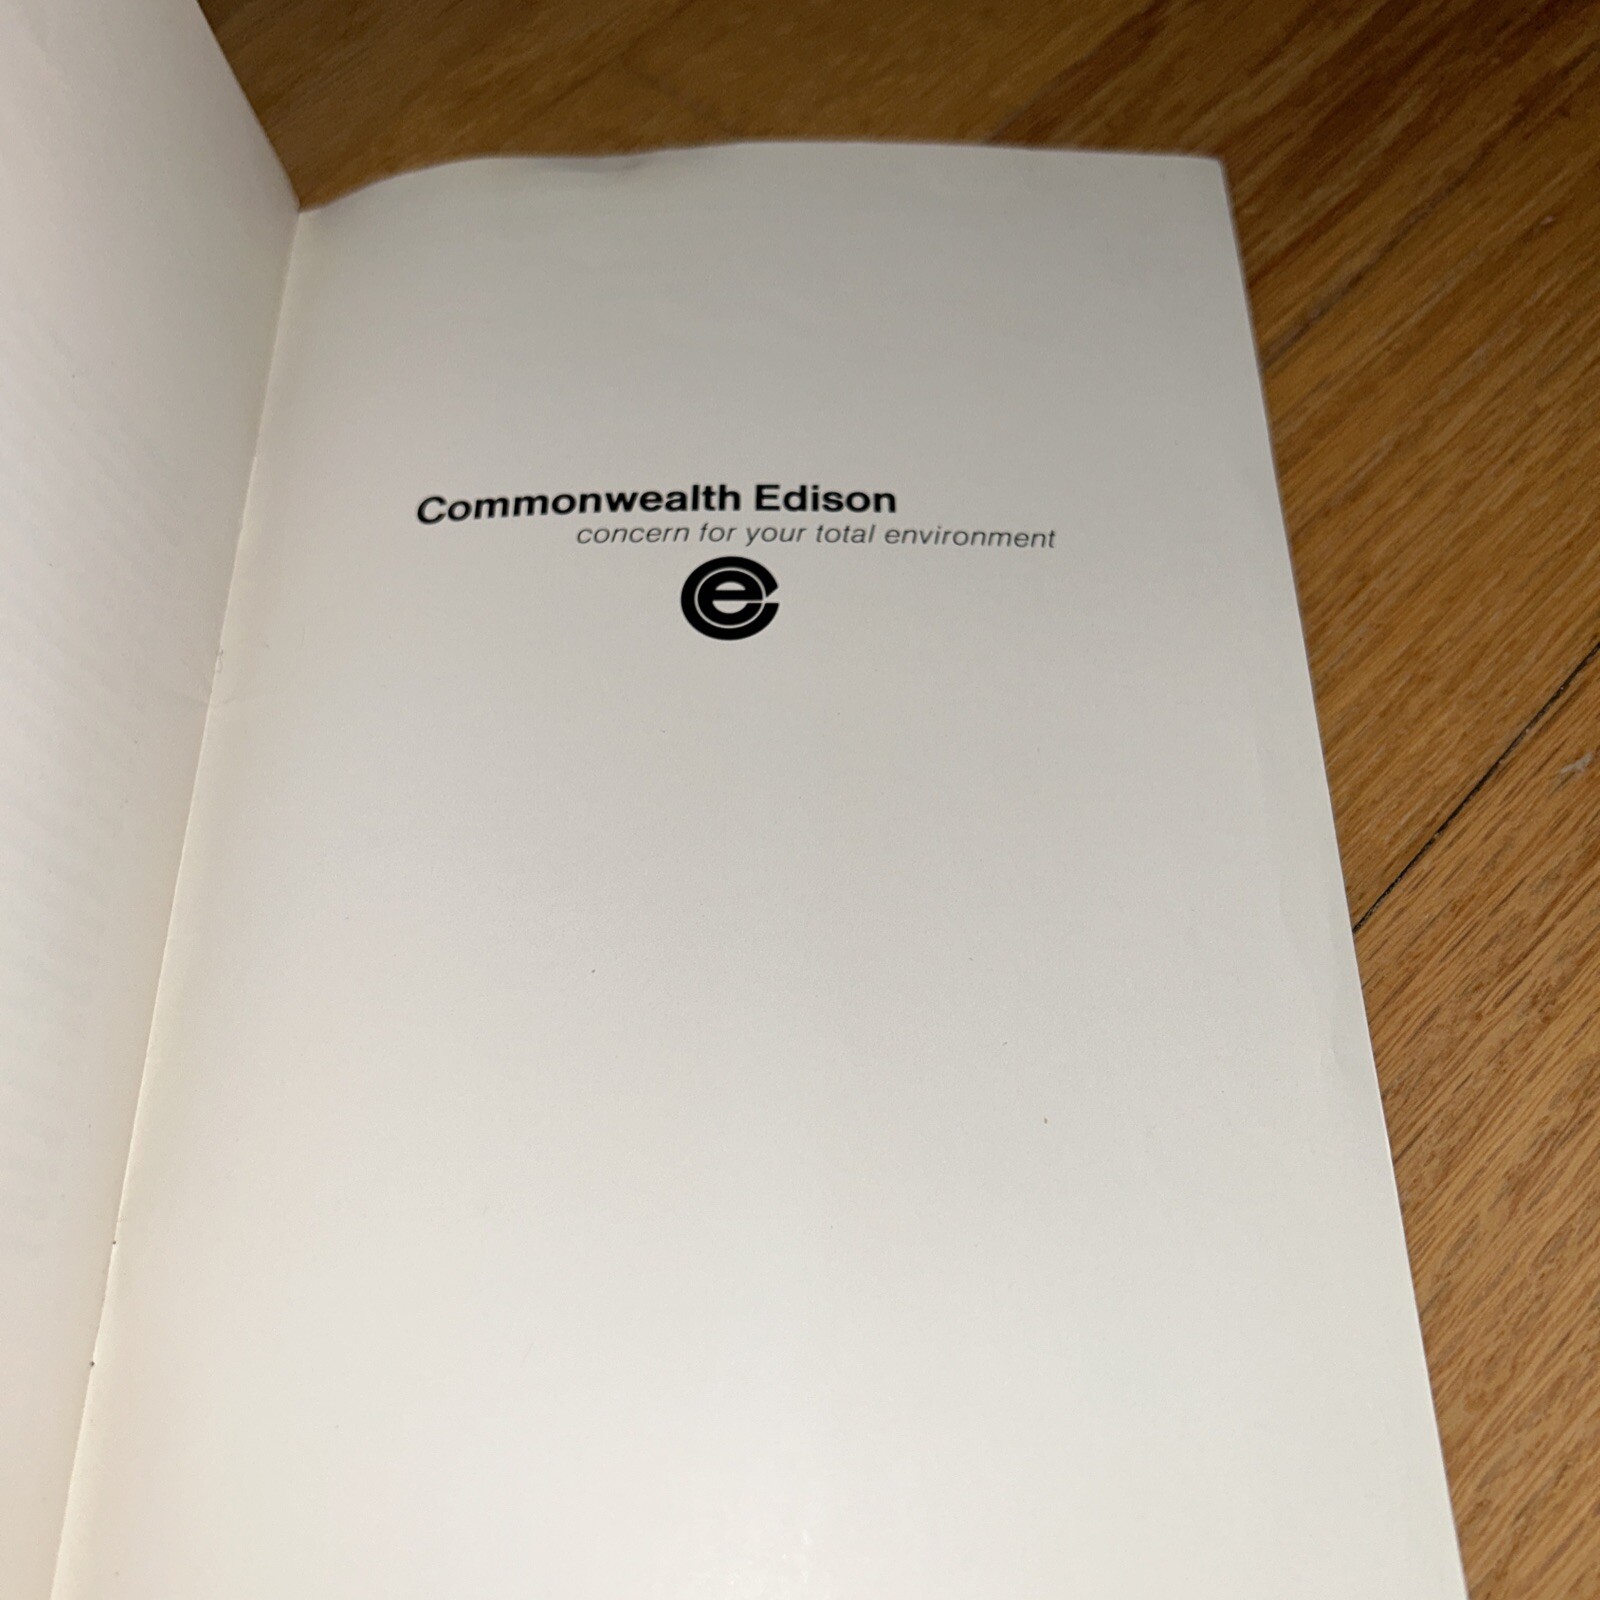 Commonwealth Edison
concern for your total environment
e